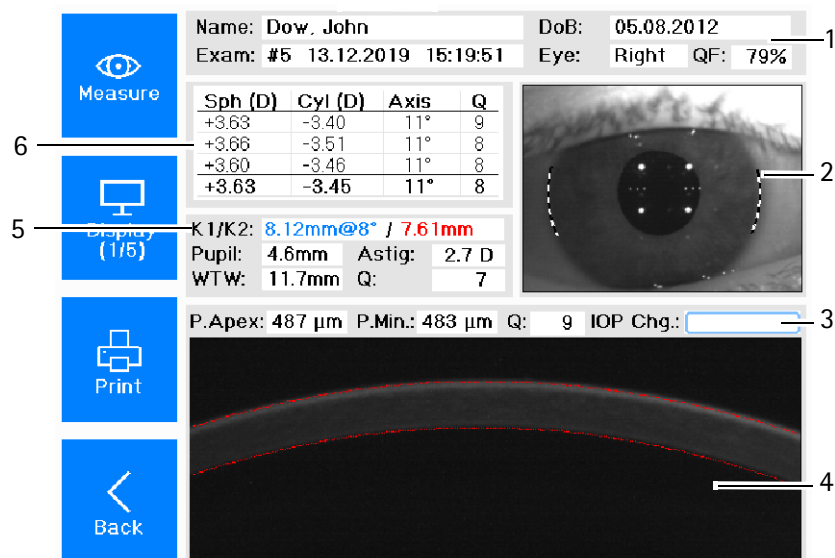 Name: Dow, John DoB: 05.08.2012
Exam: #5 13.12.2019 15:19:51 Eye: Right QF: 79%
1
Measure
Sph (D) Cyl (D) Axis Q
+3.63 -3.40 11° 9
+3.66 -3.51 11° 8
+3.60 -3.46 11° 8
+3.63 -3.45 11° 8
6
2
Display
(1/5)
5
K1/K2: 8.12mm@8° / 7.61mm
Pupil: 4.6mm Astig: 2.7 D
WTW: 11.7mm Q: 7
P.Apex: 487 µm P.Min.: 483 µm Q: 9 IOP Chg.:
3
Print
4
Back